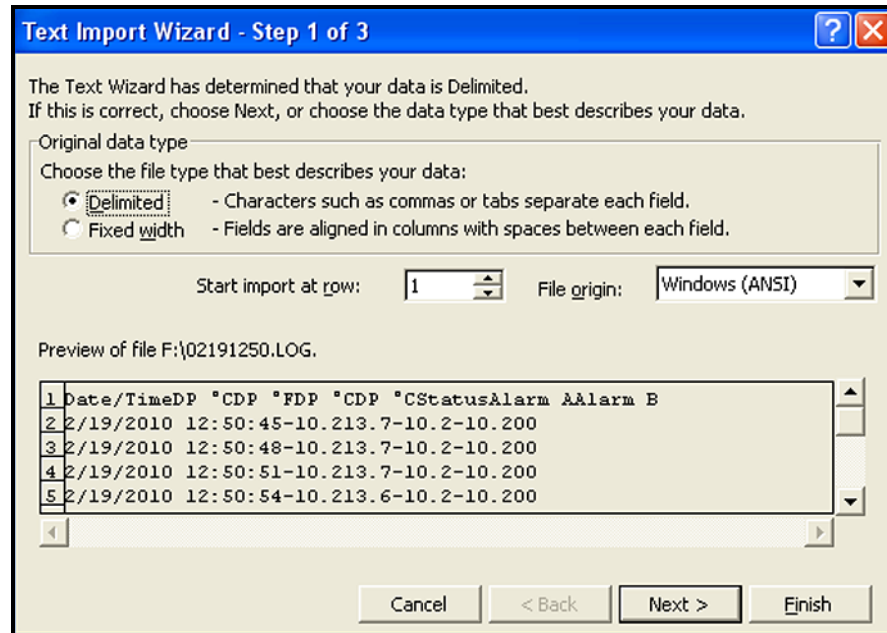 Text Import Wizard - Step 1 of 3
The Text Wizard has determined that your data is Delimited.
If this is correct, choose Next, or choose the data type that best describes your data.
Original data type
Choose the file type that best describes your data:
Delimited - Characters such as commas or tabs separate each field.
Fixed width - Fields are aligned in columns with spaces between each field.
Start import at row: 1 File origin: Windows (ANSI)
Preview of file F:\02191250.LOG.
1 Date/TimeDP °CDP °FDP °CDP °CStatusAlarm AAlarm B
2 2/19/2010 12:50:45-10.213.7-10.2-10.200
3 2/19/2010 12:50:48-10.213.7-10.2-10.200
4 2/19/2010 12:50:51-10.213.7-10.2-10.200
5 2/19/2010 12:50:54-10.213.6-10.2-10.200
Cancel < Back Next > Finish